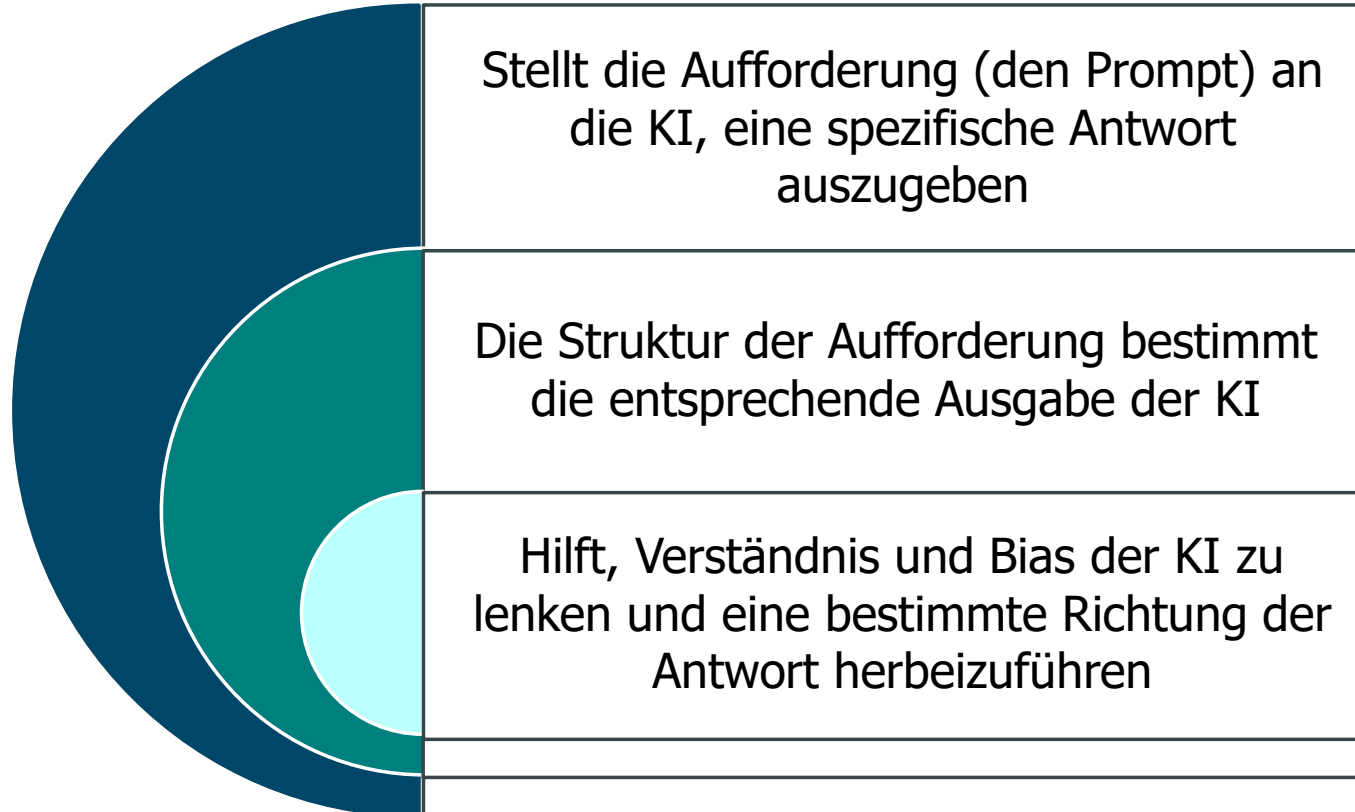 Stellt die Aufforderung (den Prompt) an
die KI, eine spezifische Antwort
auszugeben
Die Struktur der Aufforderung bestimmt
die entsprechende Ausgabe der KI
Hilft, Verständnis und Bias der KI zu
lenken und eine bestimmte Richtung der
Antwort herbeizuführen